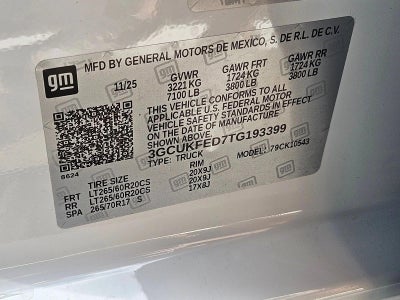 gm
MFD BY GENERAL MOTORS DE MEXICO, S. DE R.L. DE C.V.
11/25 GVWR GAWR FRT GAWR RR
3221 KG 1724 KG 1724 KG
7100 LB 3800 LB 3800 LB
THIS VEHICLE CONFORMS TO ALL
APPLICABLE U.S. FEDERAL MOTOR
VEHICLE SAFETY STANDARDS IN EFFECT
ON THE DATE OF MANUFACTURE
3GCUKFED7TG193399
TYPE: TRUCK MODEL: T9CK10543
6624
TIRE SIZE RIM
FRT LT265/60R20CS 20X9J
RR LT265/60R20CS 20X9J
SPA 265/70R17 S 17X8J